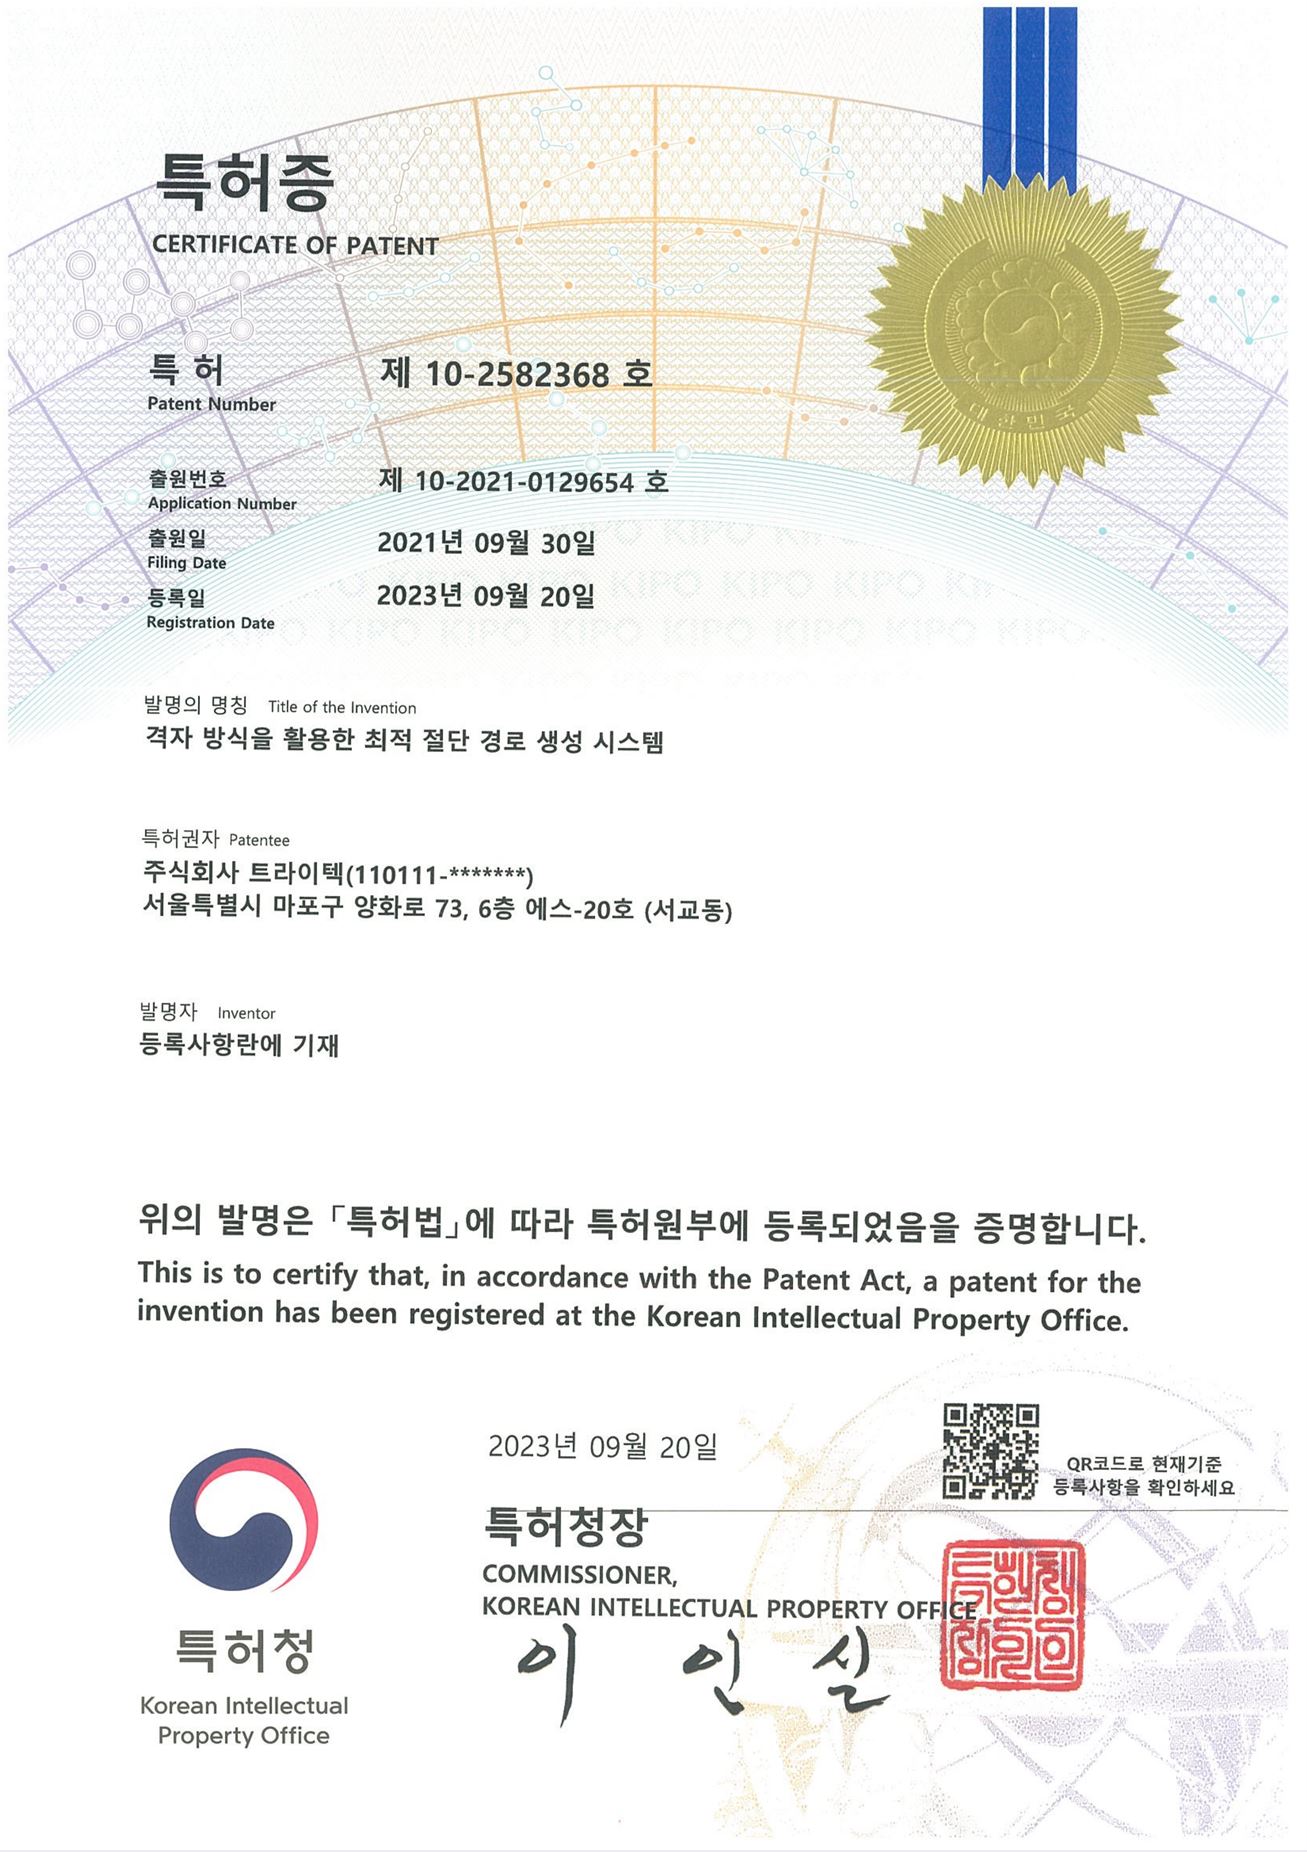 특허증
CERTIFICATE OF PATENT
특 허
Patent Number
제 10-2582368 호
출원번호
Application Number
제 10-2021-0129654 호
출원일
Filing Date
2021년 09월 30일
등록일
Registration Date
2023년 09월 20일
대한민국
KIPO KIPO KIPO KIPO KIPO KIPO KIPO KIPO
발명의 명칭 Title of the Invention
격자 방식을 활용한 최적 절단 경로 생성 시스템
특허권자 Patentee
주식회사 트라이텍(110111-*******)
서울특별시 마포구 양화로 73, 6층 에스-20호 (서교동)
발명자 Inventor
등록사항란에 기재
위의 발명은 「특허법」에 따라 특허원부에 등록되었음을 증명합니다.
This is to certify that, in accordance with the Patent Act, a patent for the
invention has been registered at the Korean Intellectual Property Office.
2023년 09월 20일
QR코드로 현재기준
등록사항을 확인하세요
특허청장
COMMISSIONER,
KOREAN INTELLECTUAL PROPERTY OFFICE
이 인 실
특허청
Korean Intellectual
Property Office